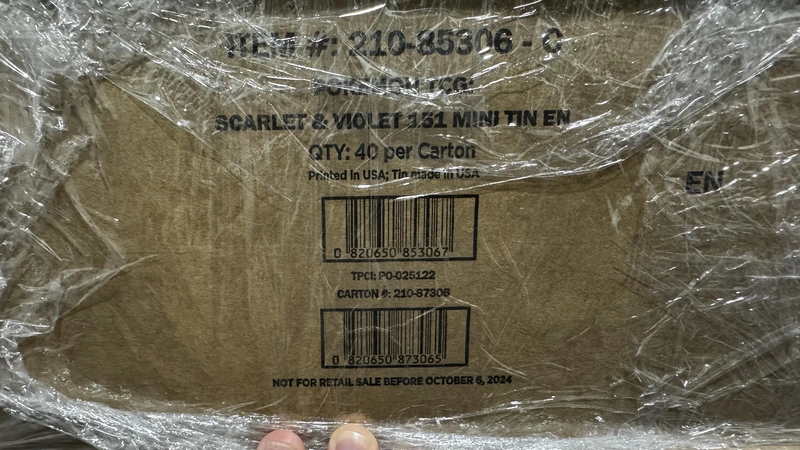 ITEM #: 210-85306 - C
POKEMON TCG:
SCARLET & VIOLET 151 MINI TIN EN
QTY: 40 per Carton
Printed in USA; Tin made in USA
EN
0 820650 853067
TPCI: PO-025122
CARTON #: 210-87306
0 820650 873065
NOT FOR RETAIL SALE BEFORE OCTOBER 6, 2024